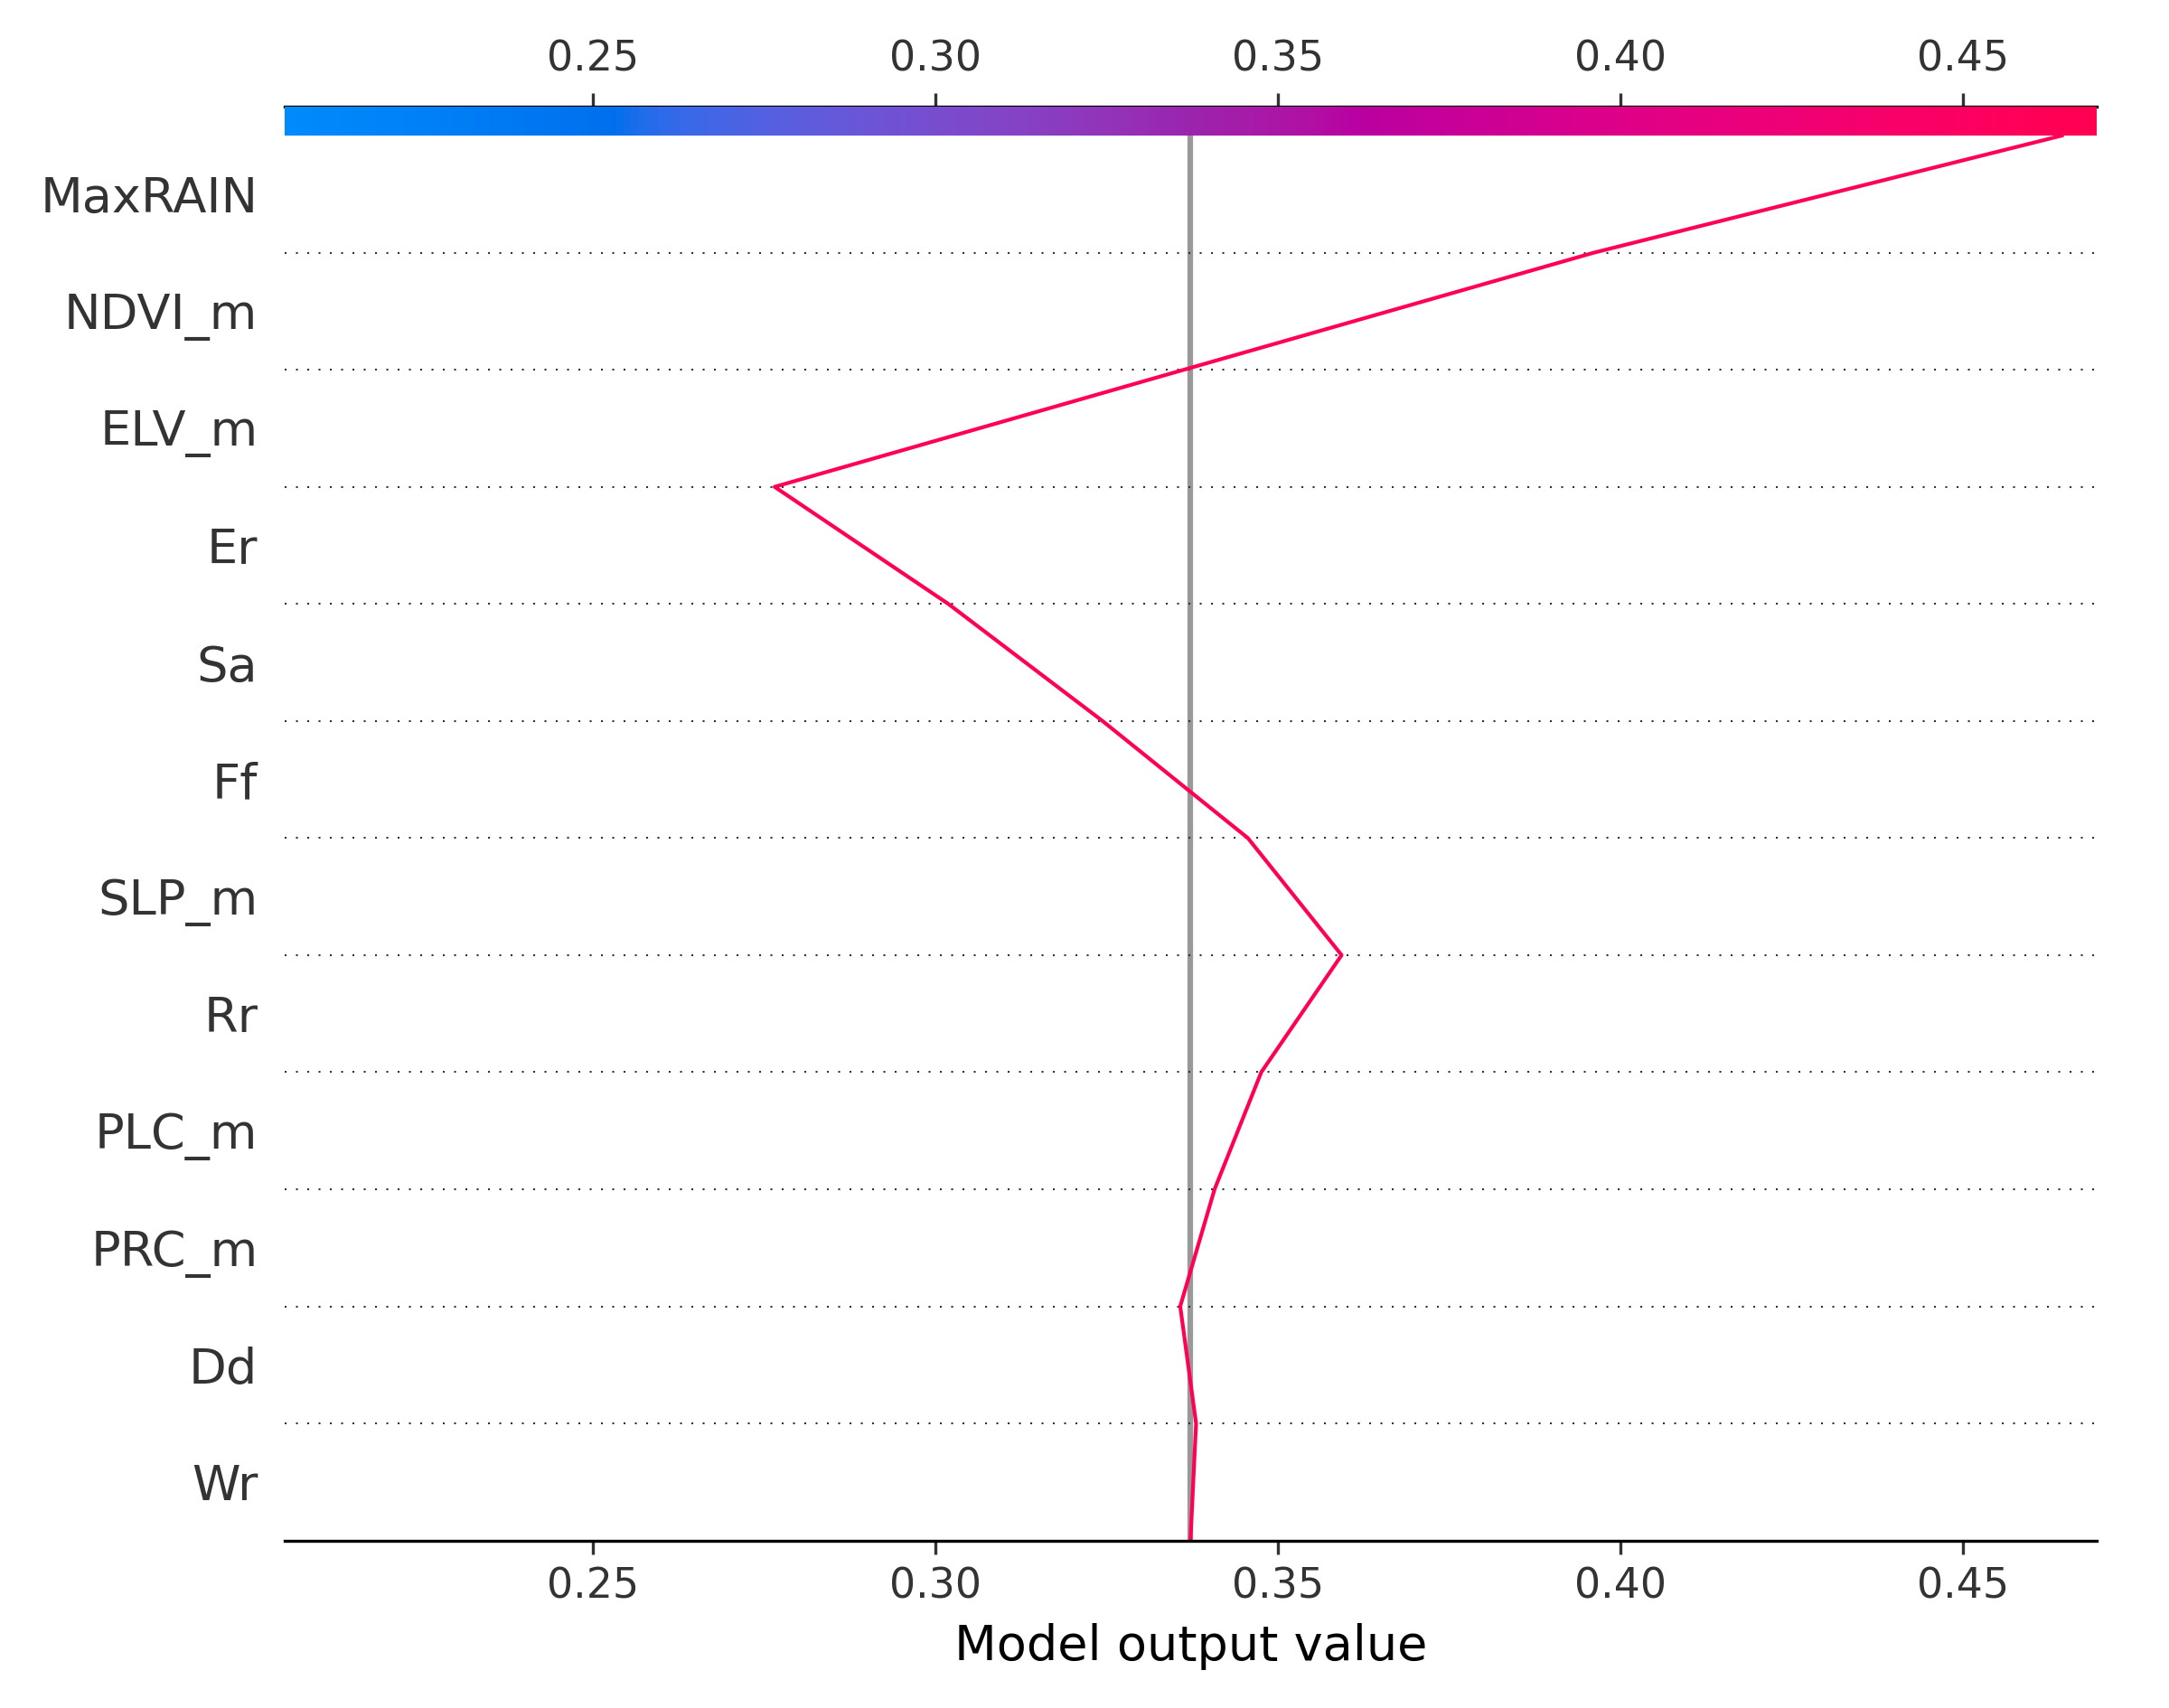 0.25 0.30 0.35 0.40 0.45
MaxRAIN
NDVI_m
ELV_m
Er
Sa
Ff
SLP_m
Rr
PLC_m
PRC_m
Dd
Wr
0.25 0.30 0.35 0.40 0.45
Model output value